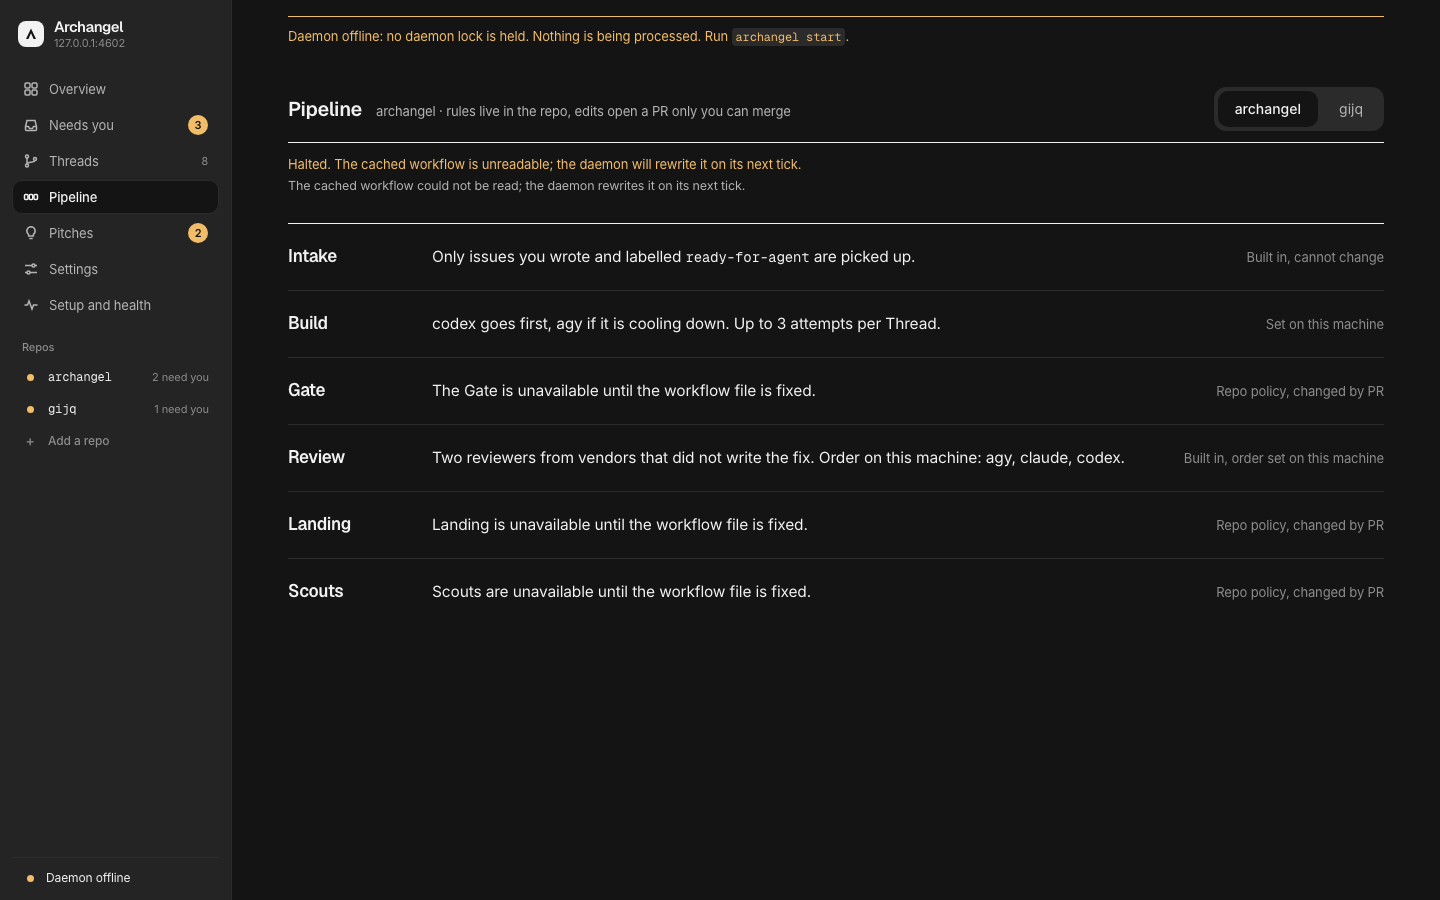 Archangel
127.0.0.1:4602
Overview
Needs you 3
Threads 8
Pipeline
Pitches 2
Settings
Setup and health
Repos
archangel 2 need you
gijq 1 need you
+ Add a repo
Daemon offline
Daemon offline: no daemon lock is held. Nothing is being processed. Run archangel start.
Pipeline archangel · rules live in the repo, edits open a PR only you can merge archangel gijq
Halted. The cached workflow is unreadable; the daemon will rewrite it on its next tick.
The cached workflow could not be read; the daemon rewrites it on its next tick.
Intake Only issues you wrote and labelled ready-for-agent are picked up. Built in, cannot change
Build codex goes first, agy if it is cooling down. Up to 3 attempts per Thread. Set on this machine
Gate The Gate is unavailable until the workflow file is fixed. Repo policy, changed by PR
Review Two reviewers from vendors that did not write the fix. Order on this machine: agy, claude, codex. Built in, order set on this machine
Landing Landing is unavailable until the workflow file is fixed. Repo policy, changed by PR
Scouts Scouts are unavailable until the workflow file is fixed. Repo policy, changed by PR